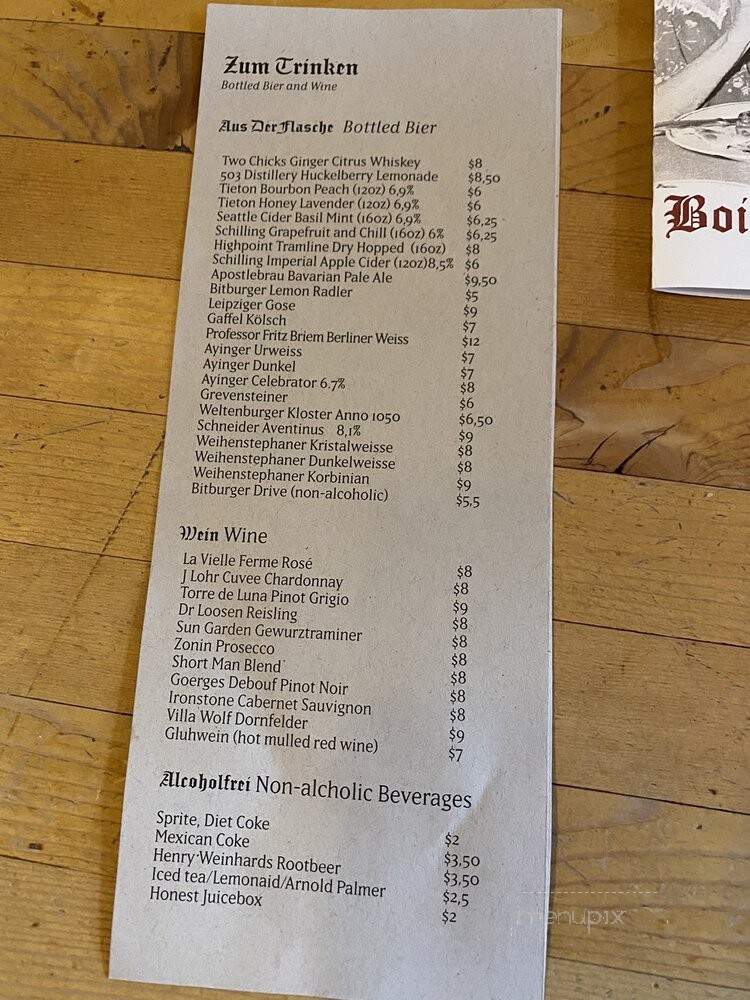 Zum Trinken
Bottled Bier and Wine
Aus Der Flasche Bottled Bier
Two Chicks Ginger Citrus Whiskey $8
503 Distillery Huckelberry Lemonade $8,50
Tieton Bourbon Peach (12oz) 6,9% $6
Tieton Honey Lavender (12oz) 6,9% $6
Seattle Cider Basil Mint (16oz) 6,9% $6,25
Schilling Grapefruit and Chill (16oz) 6% $6,25
Highpoint Tramline Dry Hopped (16oz) $8
Schilling Imperial Apple Cider (12oz)8,5% $6
Apostlebrau Bavarian Pale Ale $9,50
Bitburger Lemon Radler $5
Leipziger Gose $9
Gaffel Kölsch $7
Professor Fritz Briem Berliner Weiss $12
Ayinger Urweiss $7
Ayinger Dunkel $7
Ayinger Celebrator 6.7% $8
Grevensteiner $6
Weltenburger Kloster Anno 1050 $6,50
Schneider Aventinus 8,1% $9
Weihenstephaner Kristalweisse $8
Weihenstephaner Dunkelweisse $8
Weihenstephaner Korbinian $9
Bitburger Drive (non-alcoholic) $5,5
Wein Wine
La Vielle Ferme Rosé $8
J Lohr Cuvee Chardonnay $8
Torre de Luna Pinot Grigio $9
Dr Loosen Reisling $8
Sun Garden Gewurztraminer $8
Zonin Prosecco $8
Short Man Blend $8
Goerges Debouf Pinot Noir $8
Ironstone Cabernet Sauvignon $8
Villa Wolf Dornfelder $9
Gluhwein (hot mulled red wine) $7
Alcoholfrei Non-alcholic Beverages
Sprite, Diet Coke $2
Mexican Coke $3,50
Henry Weinhards Rootbeer $3,50
Iced tea/Lemonaid/Arnold Palmer $2,5
Honest Juicebox $2
Boi
menupix